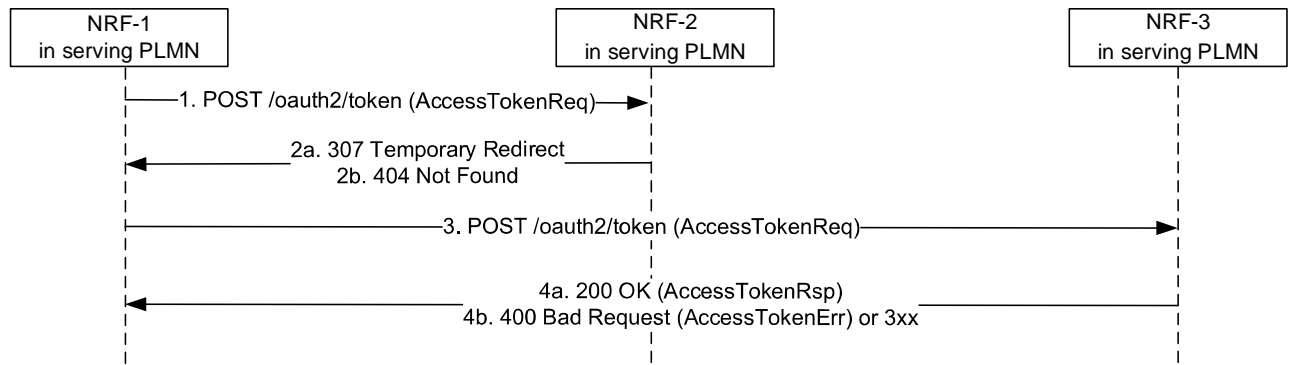 NRF-1
in serving PLMN
NRF-2
in serving PLMN
NRF-3
in serving PLMN
1. POST /oauth2/token (AccessTokenReq)
2a. 307 Temporary Redirect
2b. 404 Not Found
3. POST /oauth2/token (AccessTokenReq)
4a. 200 OK (AccessTokenRsp)
4b. 400 Bad Request (AccessTokenErr) or 3xx